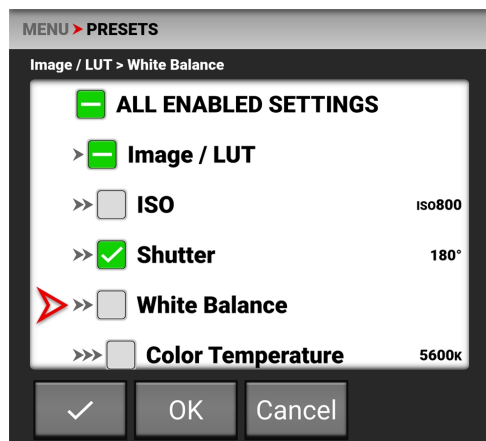 MENU PRESETS
Image / LUT > White Balance
ALL ENABLED SETTINGS
Image / LUT
ISO ISO800
Shutter 180°
White Balance
Color Temperature 5600K
OK Cancel